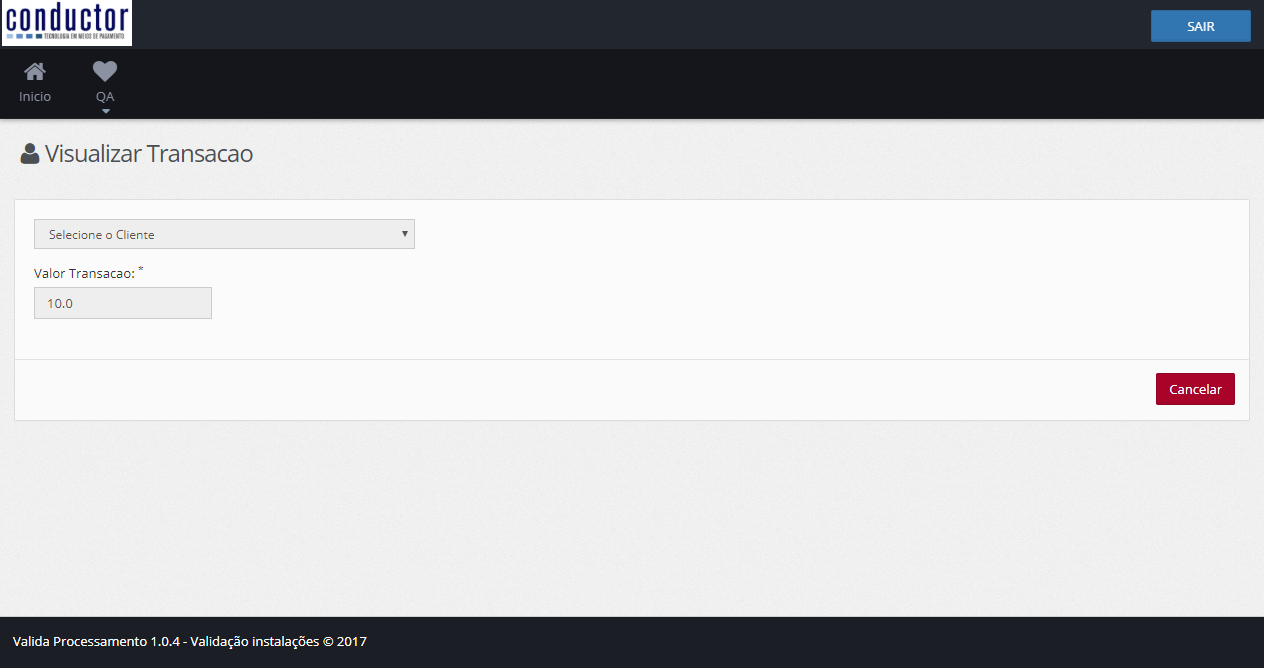 conductor
TECNOLOGIA EM MEIOS DE PAGAMENTO
SAIR
Inicio
QA
Visualizar Transacao
Selecione o Cliente
Valor Transacao: *
10.0
Cancelar
Valida Processamento 1.0.4 - Validação instalações © 2017